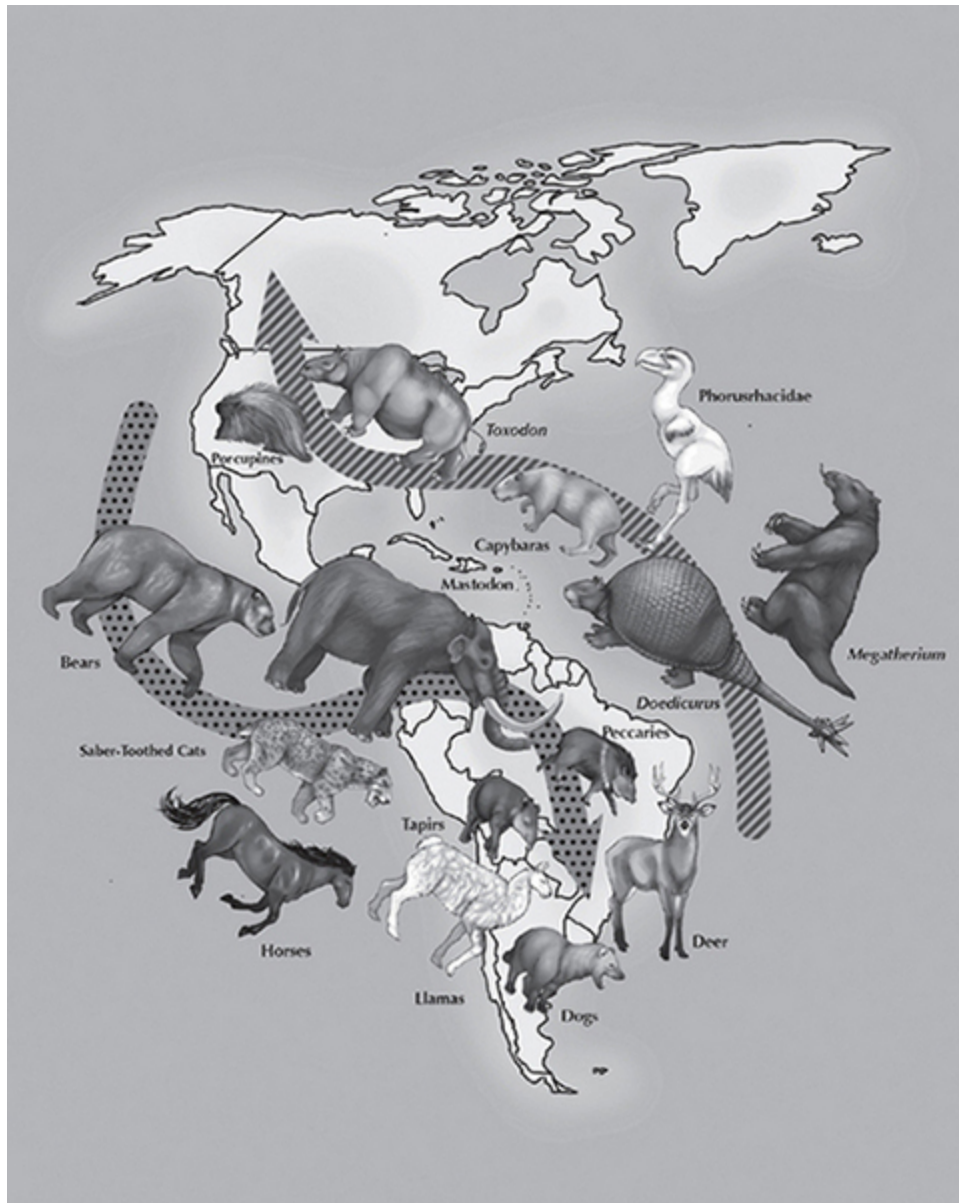 Phorusrhacidae
Toxodon
Porcupines
Capybaras
Mastodon
Megatherium
Bears
Doedicurus
Peccaries
Saber-Toothed Cats
Tapirs
Deer
Horses
Llamas
Dogs